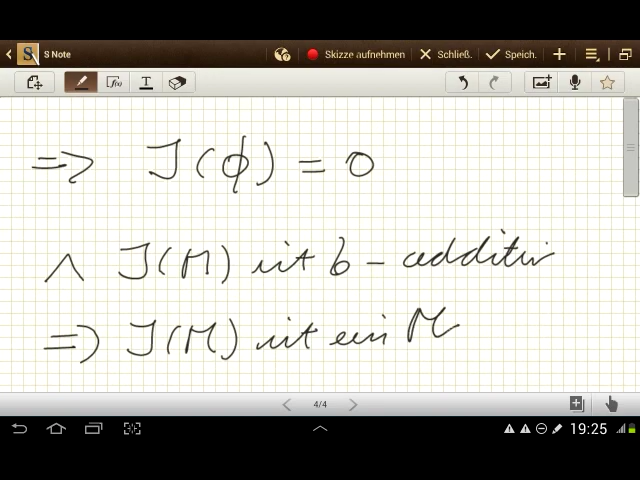 S Note
Skizze aufnehmen
Schließ.
Speich.
f(x)
T
=> J(ϕ) = 0
∧ J(M) ist σ-additiv
=> J(M) ist ein M
4/4
19:25